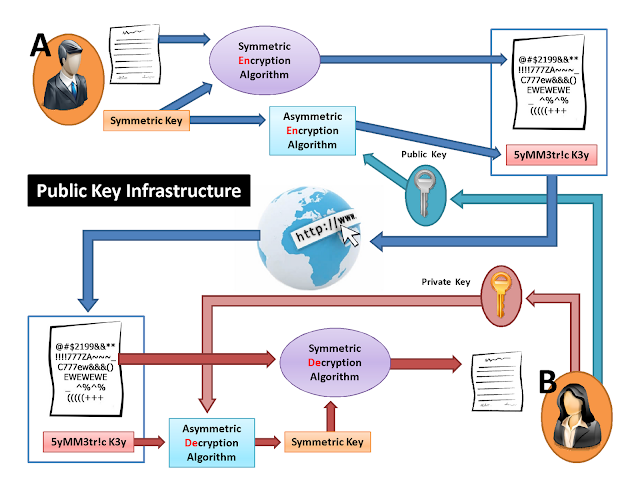 A
Symmetric
Encryption
Algorithm
Symmetric Key
Asymmetric
Encryption
Algorithm
@#$2199&&**
!!!!777ZA~~~_
C777ew&&&()
EWEWEWE
_ ^%^%
(((((+++
5yMM3tr!c K3y
Public Key
Public Key Infrastructure
http://www.
Private Key
@#$2199&&**
!!!!777ZA~~~_
C777ew&&&()
EWEWEWE
_ ^%^%
(((((+++
5yMM3tr!c K3y
Symmetric
Decryption
Algorithm
Asymmetric
Decryption
Algorithm
Symmetric Key
B